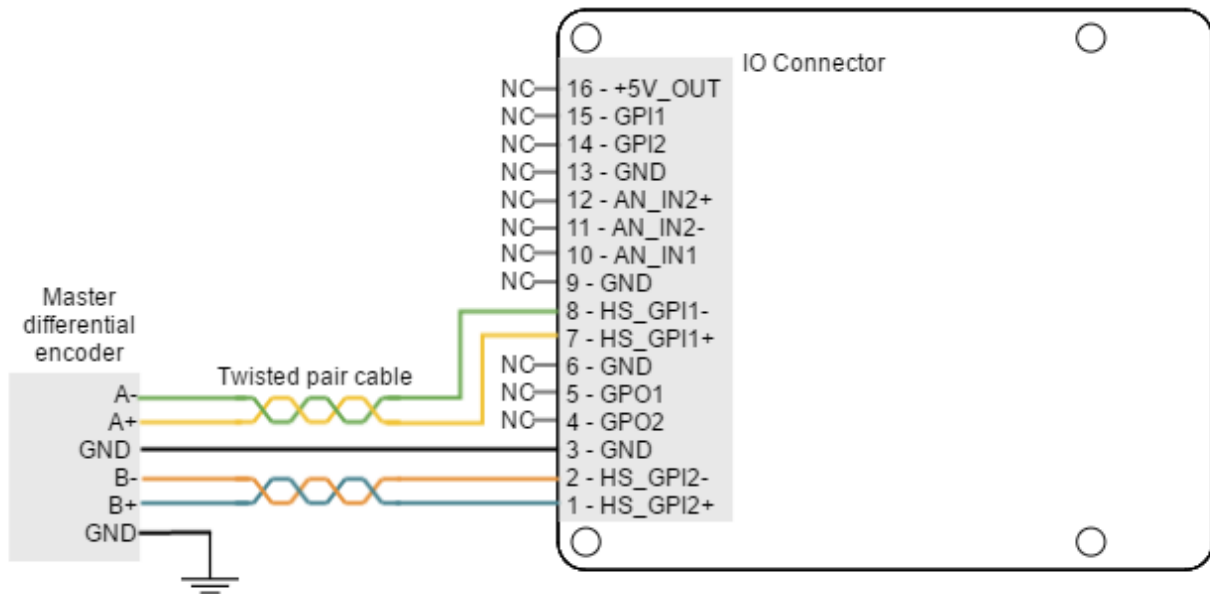 IO Connector
NC 16 - +5V_OUT
NC 15 - GPI1
NC 14 - GPI2
NC 13 - GND
NC 12 - AN_IN2+
NC 11 - AN_IN2-
NC 10 - AN_IN1
NC 9 - GND
8 - HS_GPI1-
7 - HS_GPI1+
NC 6 - GND
NC 5 - GPO1
NC 4 - GPO2
3 - GND
2 - HS_GPI2-
1 - HS_GPI2+
Master
differential
encoder
Twisted pair cable
A-
A+
GND
B-
B+
GND